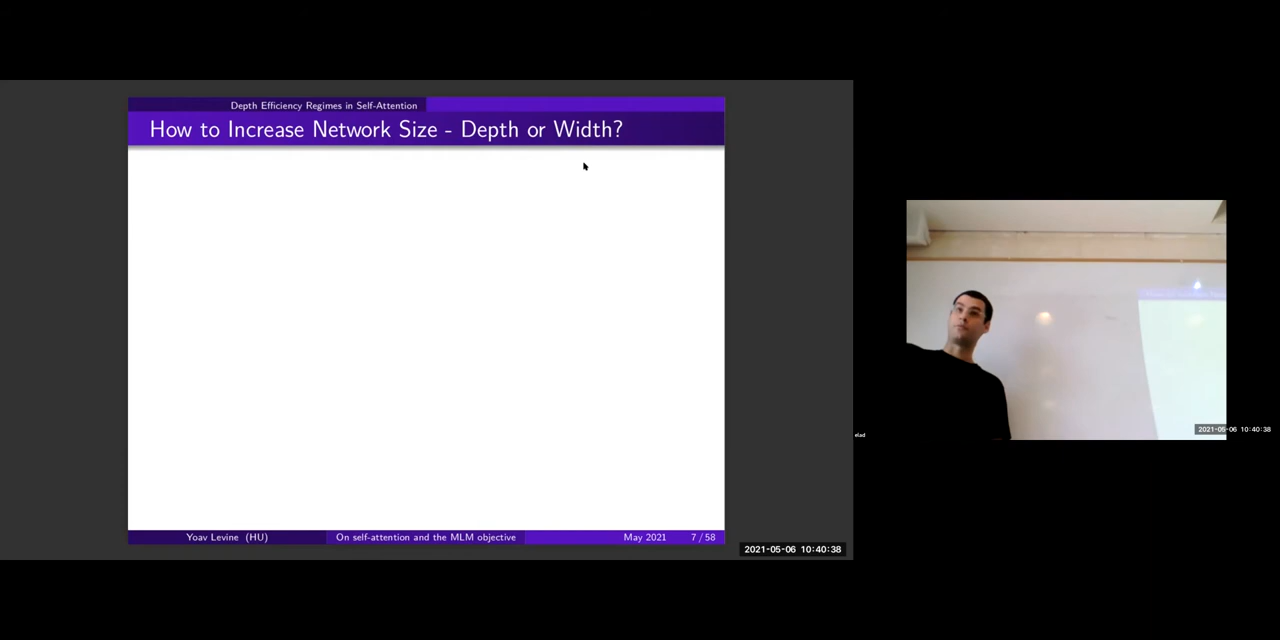 Depth Efficiency Regimes in Self-Attention
How to Increase Network Size - Depth or Width?
Yoav Levine (HU) On self-attention and the MLM objective May 2021 7 / 58
2021-05-06 10:40:38
elad
2021-05-06 10:40:38